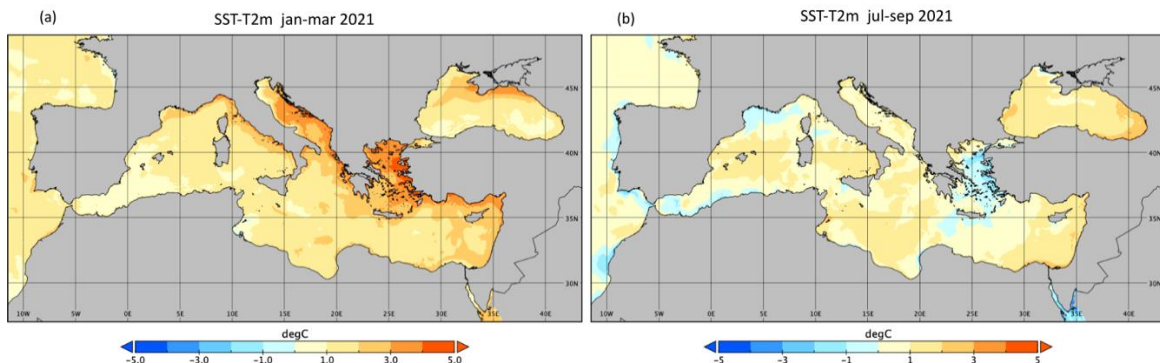 (a) SST-T2m jan-mar 2021
(b) SST-T2m jul-sep 2021
45N
40N
35N
30N
10W 5W 0E 5E 10E 15E 20E 25E 30E 35E 40E
45N
40N
35N
30N
10W 5W 0E 5E 10E 15E 20E 25E 30E 35E 40E
degC
-5.0 -3.0 -1.0 1.0 3.0 5.0
degC
-5 -3 -1 1 3 5